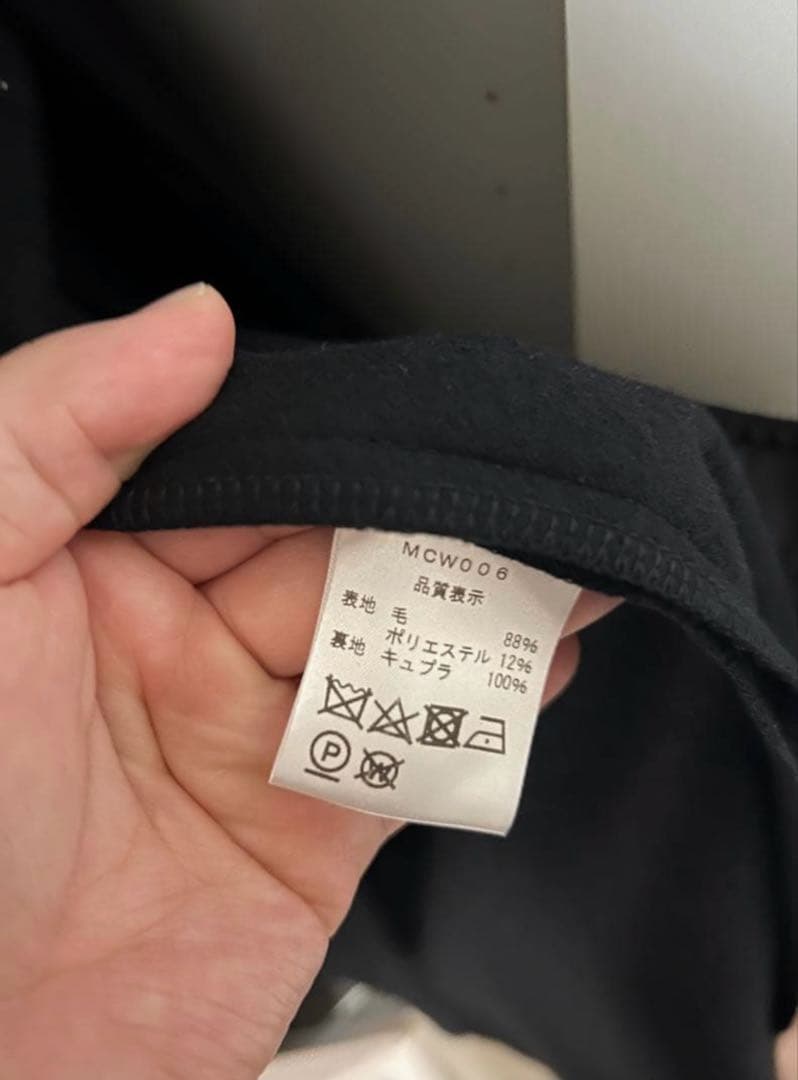 MCW006
品質表示
表地 毛 88%
ポリエステル 12%
裏地 キュプラ 100%
P
W